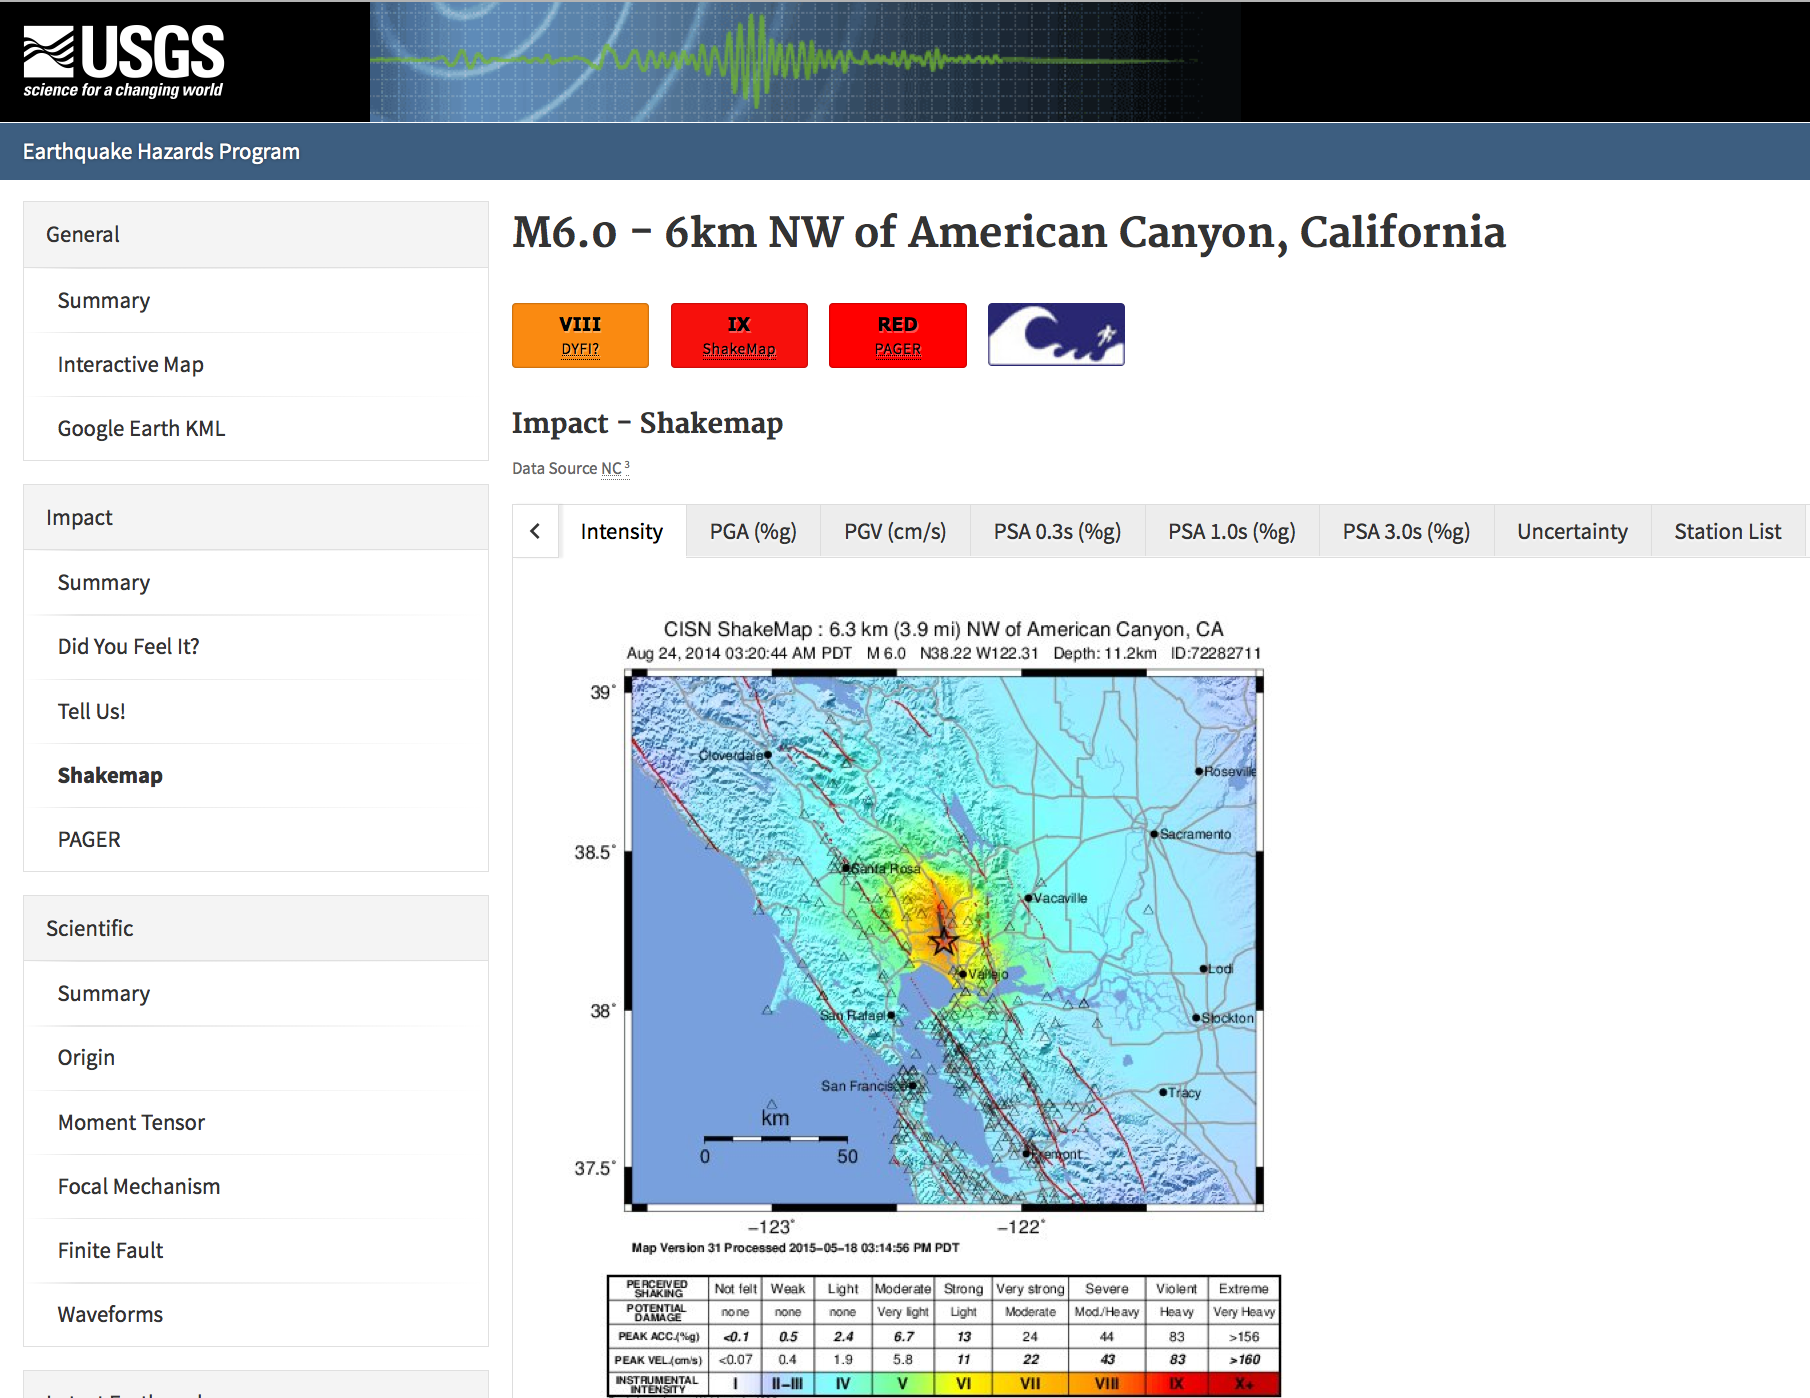 USGS
science for a changing world
Earthquake Hazards Program
General
Summary
Interactive Map
Google Earth KML
Impact
Summary
Did You Feel It?
Tell Us!
Shakemap
PAGER
Scientific
Summary
Origin
Moment Tensor
Focal Mechanism
Finite Fault
Waveforms
M6.0 - 6km NW of American Canyon, California
VIII
DYFI?
IX
ShakeMap
RED
PAGER
Impact - Shakemap
Data Source NC 3
Intensity PGA (%g) PGV (cm/s) PSA 0.3s (%g) PSA 1.0s (%g) PSA 3.0s (%g) Uncertainty Station List
CISN ShakeMap : 6.3 km (3.9 mi) NW of American Canyon, CA
Aug 24, 2014 03:20:44 AM PDT M 6.0 N38.22 W122.31 Depth: 11.2km ID:72282711
39°
Cloverdale
Roseville
Sacramento
38.5°
Santa Rosa
Vacaville
Vallejo
Lodi
38°
San Rafael
Stockton
San Francisco
Tracy
km
0 50
Fremont
37.5°
-123° -122°
Map Version 31 Processed 2015-05-18 03:14:56 PM PDT
PERCEIVED SHAKING Not felt Weak Light Moderate Strong Very strong Severe Violent Extreme
POTENTIAL DAMAGE none none none Very light Light Moderate Mod./Heavy Heavy Very Heavy
PEAK ACC.(%g) <0.1 0.5 2.4 6.7 13 24 44 83 >156
PEAK VEL.(cm/s) <0.07 0.4 1.9 5.8 11 22 43 83 >160
INSTRUMENTAL INTENSITY I II-III IV V VI VII VIII IX X+